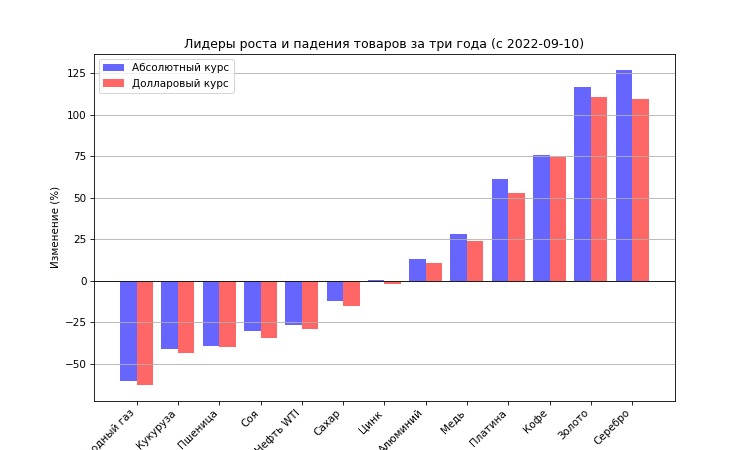 Лидеры роста и падения товаров за три года (с 2022-09-10)
Абсолютный курс
Долларовый курс
Изменение (%)
125
100
75
50
25
0
−25
−50
одный газ
Кукуруза
Пшеница
Соя
Нефть WTI
Сахар
Цинк
Алюминий
Медь
Платина
Кофе
Золото
Серебро